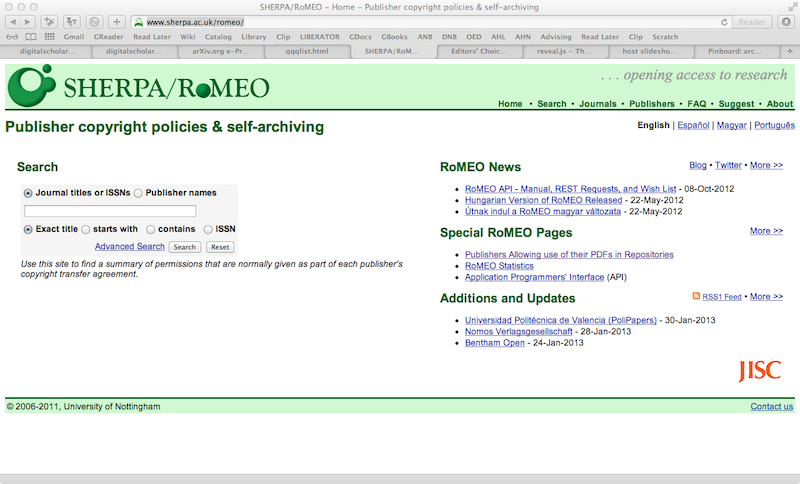 SHERPA/RoMEO – Home – Publisher copyright policies & self-archiving
www.sherpa.ac.uk/romeo/
Reader
Gmail GReader Read Later Wiki Catalog Library Clip LIBERATOR GDocs GBooks ANB DNB OED AHL AHN Advising Read Later Clip Scratch
digitalscholar... digitalscholar... arXiv.org e-Pr... qqqlist.html SHERPA/RoM... Editors' Choic... reveal.js – Th... host slideshow... Pinboard: arc...
SHERPA/RoMEO
. . . opening access to research
Home • Search • Journals • Publishers • FAQ • Suggest • About
Publisher copyright policies & self-archiving
English | Español | Magyar | Português
Search
Journal titles or ISSNs Publisher names
Exact title starts with contains ISSN
Advanced Search Search Reset
Use this site to find a summary of permissions that are normally given as part of each publisher's
copyright transfer agreement.
RoMEO News
Blog • Twitter • More >>
• RoMEO API - Manual, REST Requests, and Wish List - 08-Oct-2012
• Hungarian Version of RoMEO Released - 22-May-2012
• Útnak indul a RoMEO magyar változata - 22-May-2012
Special RoMEO Pages
More >>
• Publishers Allowing use of their PDFs in Repositories
• RoMEO Statistics
• Application Programmers' Interface (API)
Additions and Updates
RSS1 Feed • More >>
• Universidad Politécnica de Valencia (PoliPapers) - 30-Jan-2013
• Nomos Verlagsgesellschaft - 28-Jan-2013
• Bentham Open - 24-Jan-2013
JISC
© 2006-2011, University of Nottingham
Contact us